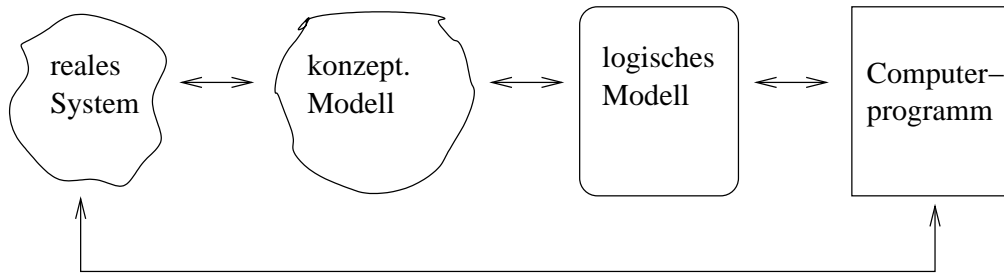 reales
System
konzept.
Modell
logisches
Modell
Computer–
programm